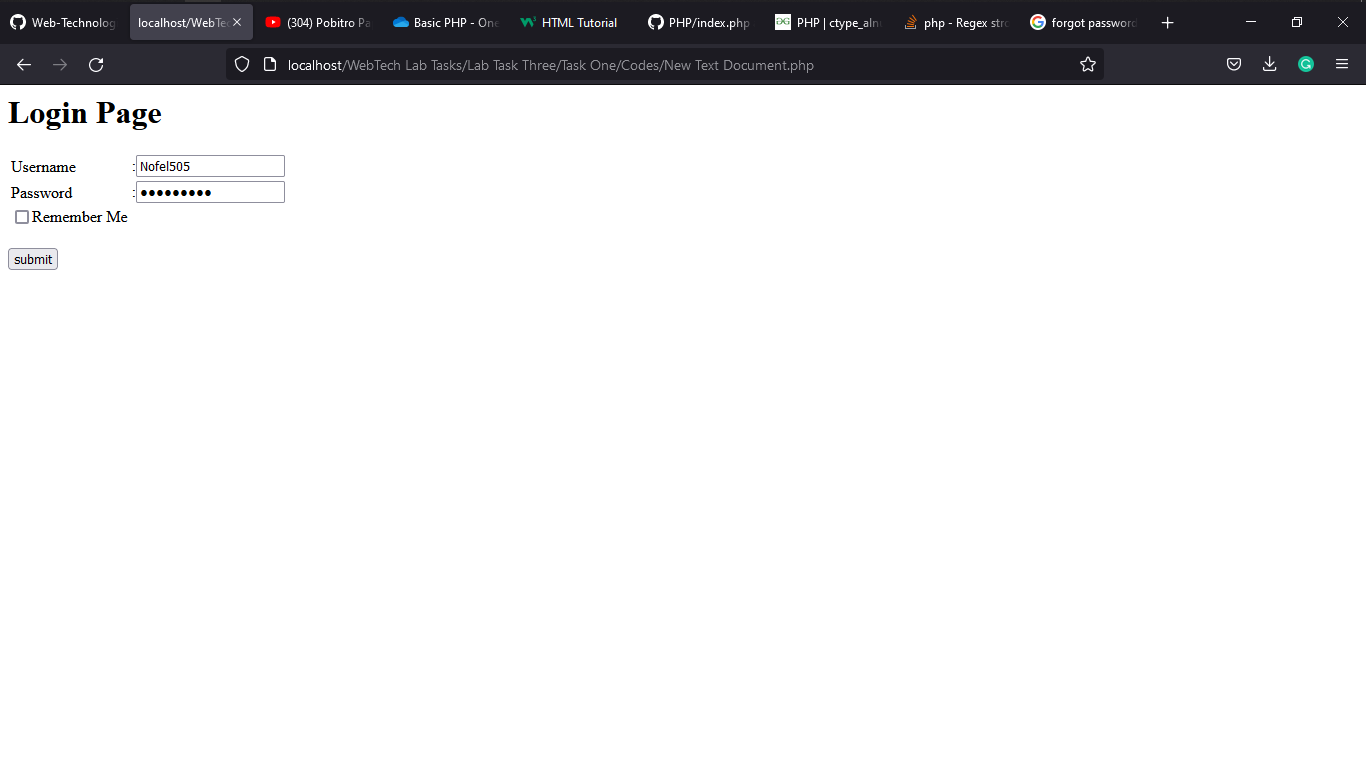 Web-Technolog
localhost/WebTec
(304) Pobitro Pa
Basic PHP - One
HTML Tutorial
PHP/index.php
PHP | ctype_aln
php - Regex stro
forgot password
localhost/WebTech Lab Tasks/Lab Task Three/Task One/Codes/New Text Document.php
Login Page
Username :Nofel505
Password :●●●●●●●●●
Remember Me
submit